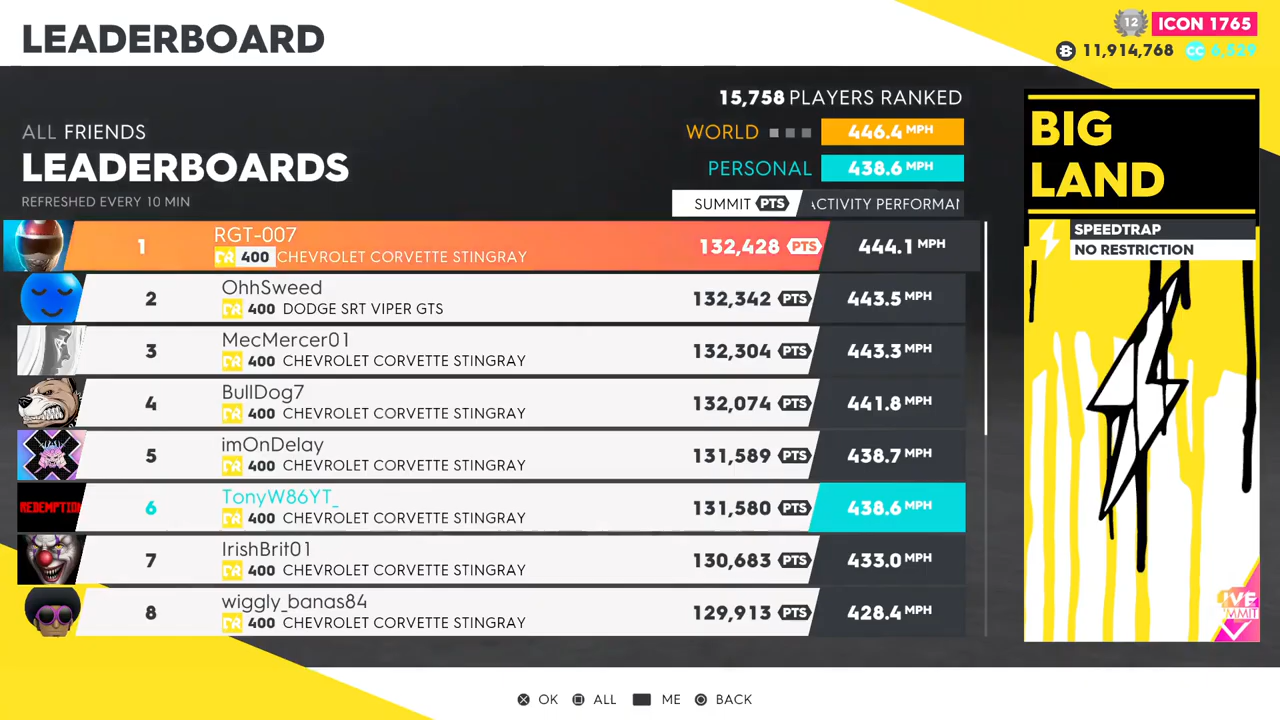 LEADERBOARD
12 ICON 1765
11,914,768 CC 6,529
15,758 PLAYERS RANKED
ALL FRIENDS
WORLD 446.4 MPH
LEADERBOARDS
PERSONAL 438.6 MPH
REFRESHED EVERY 10 MIN
SUMMIT PTS ACTIVITY PERFORMAN
1 RGT-007 132,428 PTS 444.1 MPH
400 CHEVROLET CORVETTE STINGRAY
2 OhhSweed 132,342 PTS 443.5 MPH
400 DODGE SRT VIPER GTS
3 MecMercer01 132,304 PTS 443.3 MPH
400 CHEVROLET CORVETTE STINGRAY
4 BullDog7 132,074 PTS 441.8 MPH
400 CHEVROLET CORVETTE STINGRAY
5 imOnDelay 131,589 PTS 438.7 MPH
400 CHEVROLET CORVETTE STINGRAY
REDEMPTION 6 TonyW86YT_ 131,580 PTS 438.6 MPH
400 CHEVROLET CORVETTE STINGRAY
7 IrishBrit01 130,683 PTS 433.0 MPH
400 CHEVROLET CORVETTE STINGRAY
8 wiggly_banas84 129,913 PTS 428.4 MPH
400 CHEVROLET CORVETTE STINGRAY
BIG
LAND
SPEEDTRAP
NO RESTRICTION
OK ALL ME BACK